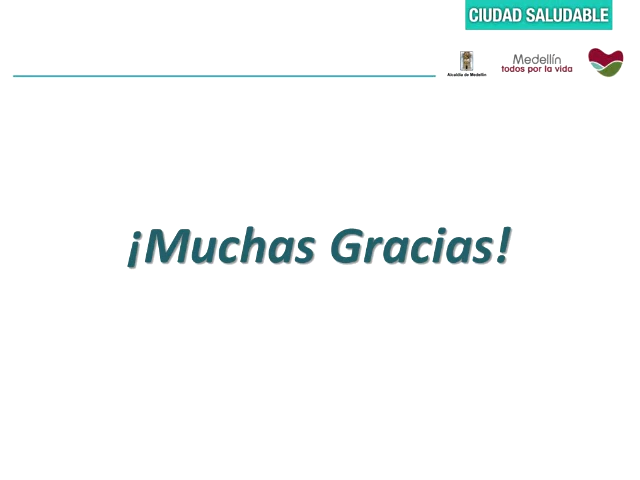 CIUDAD SALUDABLE
Medellín
todos por la vida
Alcaldía de Medellín
¡Muchas Gracias!